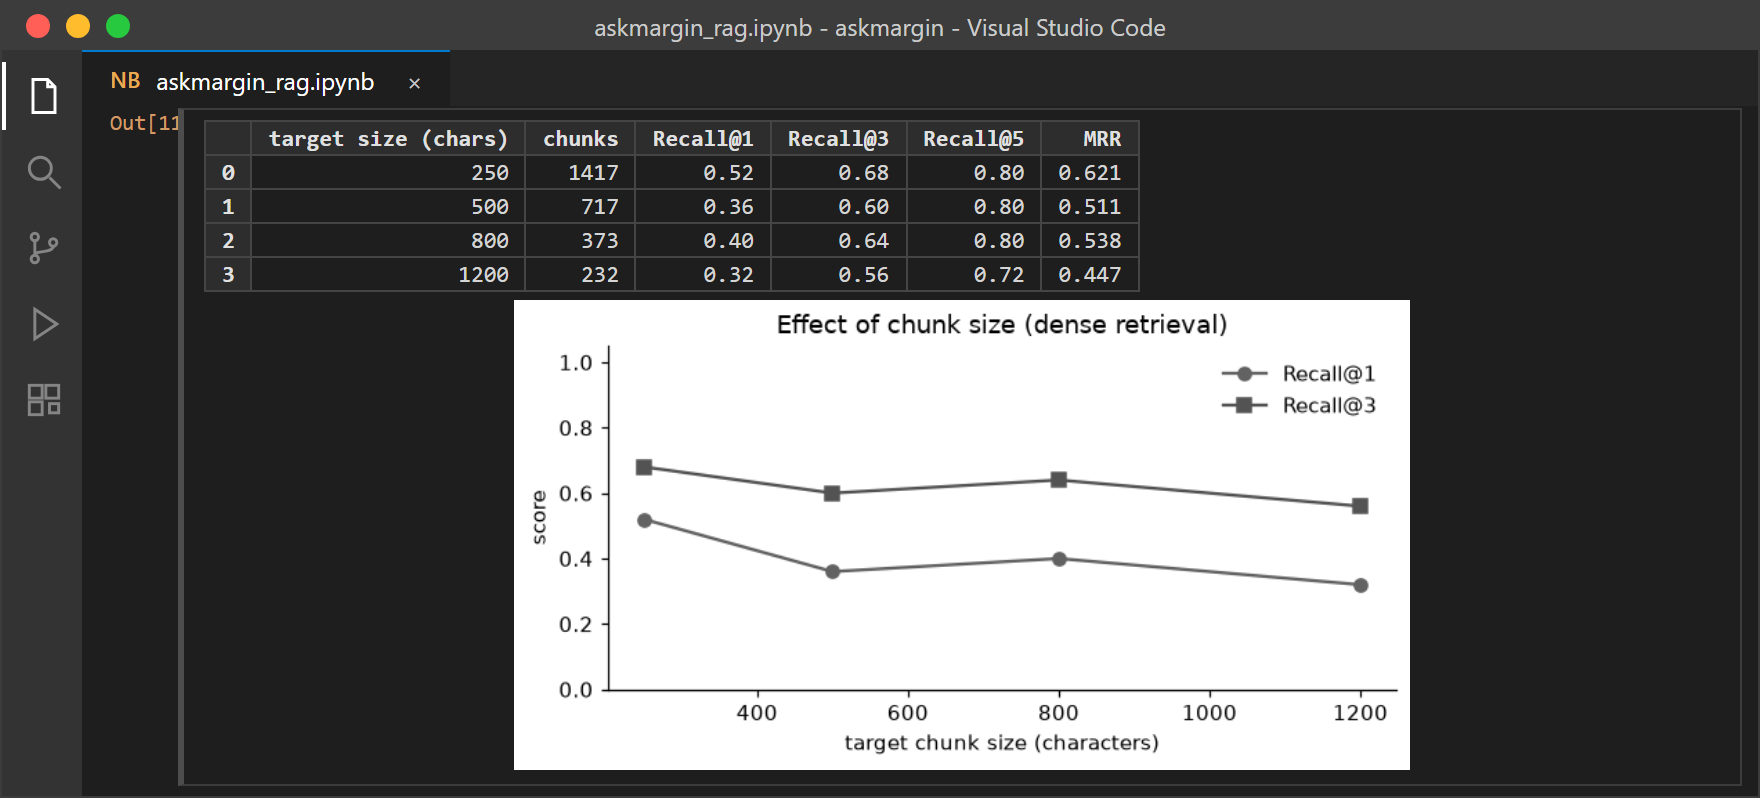 askmargin_rag.ipynb - askmargin - Visual Studio Code
NB askmargin_rag.ipynb ×
Out[11
target size (chars) chunks Recall@1 Recall@3 Recall@5 MRR
0 250 1417 0.52 0.68 0.80 0.621
1 500 717 0.36 0.60 0.80 0.511
2 800 373 0.40 0.64 0.80 0.538
3 1200 232 0.32 0.56 0.72 0.447
Effect of chunk size (dense retrieval)
Recall@1
Recall@3
score
1.0
0.8
0.6
0.4
0.2
0.0
400 600 800 1000 1200
target chunk size (characters)